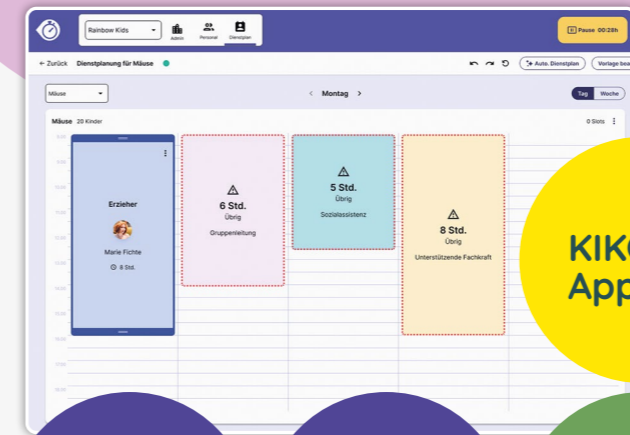 Rainbow Kids
Admin
Personal
Dienstplan
Pause 00:28h
← Zurück Dienstplanung für Mäuse
Auto. Dienstplan
Vorlage bea
Mäuse
< Montag >
Tag Woche
Mäuse 20 Kinder
0 Slots
Erzieher
Marie Fichte
8 Std.
6 Std.
Übrig
Gruppenleitung
5 Std.
Übrig
Sozialassistenz
8 Std.
Übrig
Unterstützende Fachkraft
KIK
App